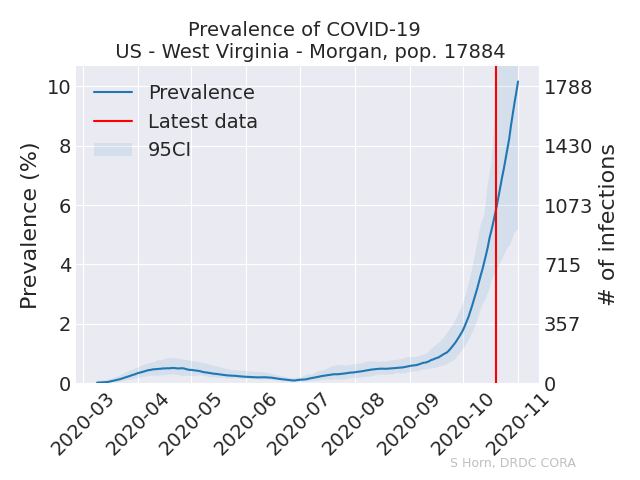 Prevalence of COVID-19
US - West Virginia - Morgan, pop. 17884
Prevalence
Latest data
95CI
Prevalence (%)
10
8
6
4
2
0
# of infections
1788
1430
1073
715
357
0
2020-03
2020-04
2020-05
2020-06
2020-07
2020-08
2020-09
2020-10
2020-11
S Horn, DRDC CORA